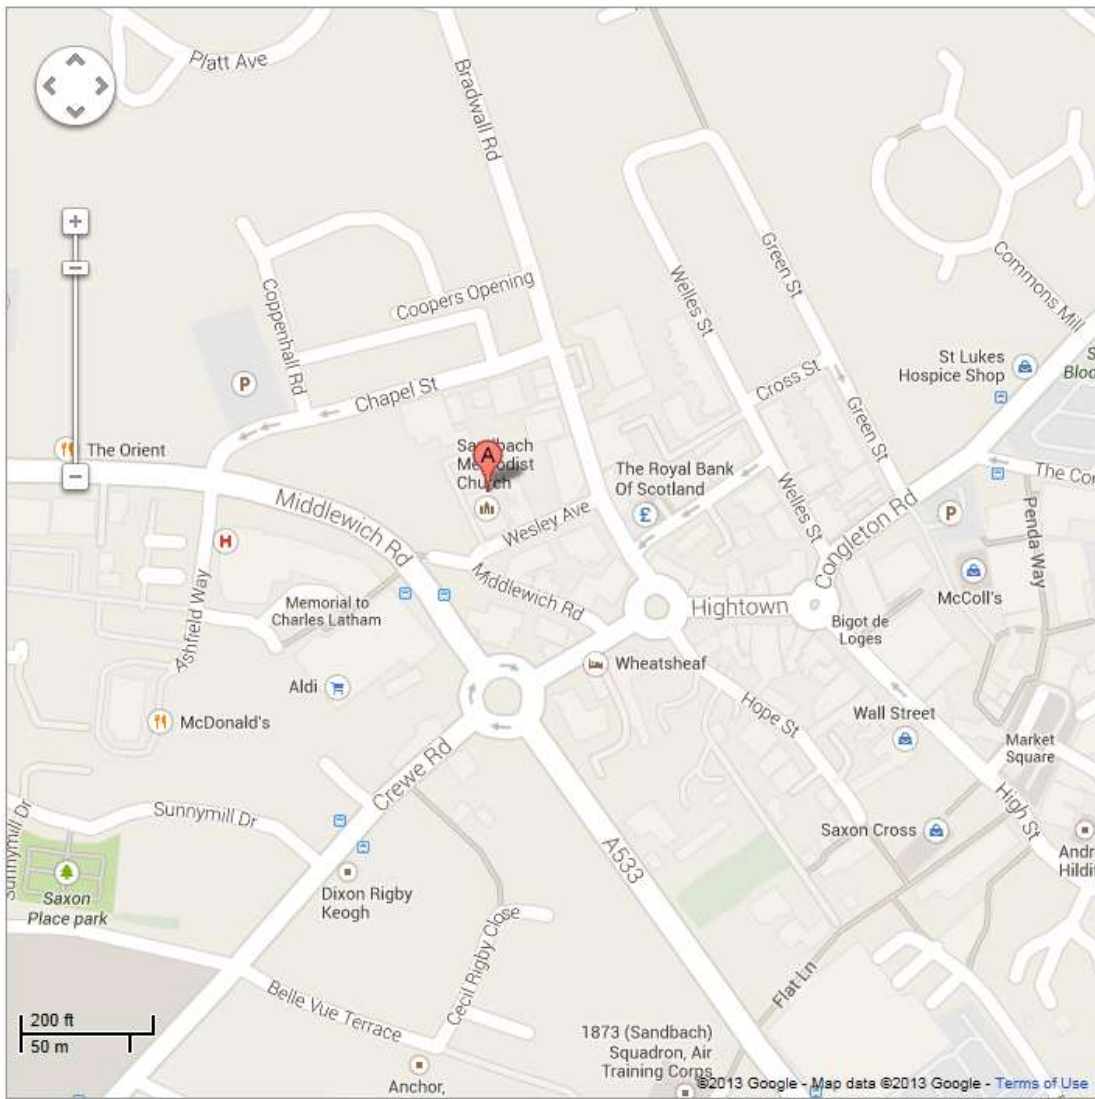 Platt Ave
Bradwall Rd
Green St
Welles St
Commons Mill
Coppenhall Rd
Coopers Opening
St Lukes
Hospice Shop
Cross St
Chapel St
P
Green St
The Orient
A
Sandbach
Methodist
Church
The Royal Bank
Of Scotland
£
Welles St
Congleton Rd
P
Penda Way
Middlewich Rd
Wesley Ave
H
Middlewich Rd
McColl's
Memorial to
Charles Latham
Hightown
Bigot de
Loges
Ashfield Way
Wheatsheaf
Aldi
Hope St
Wall Street
McDonald's
Market
Square
Crewe Rd
High St
Sunnymill Dr
Sunnymill Dr
Saxon Cross
A533
Dixon Rigby
Keogh
Saxon
Place park
Cecil Rigby Close
Flat Ln
Belle Vue Terrace
200 ft
50 m
1873 (Sandbach)
Squadron, Air
Training Corps
Anchor,
©2013 Google - Map data ©2013 Google - Terms of Use